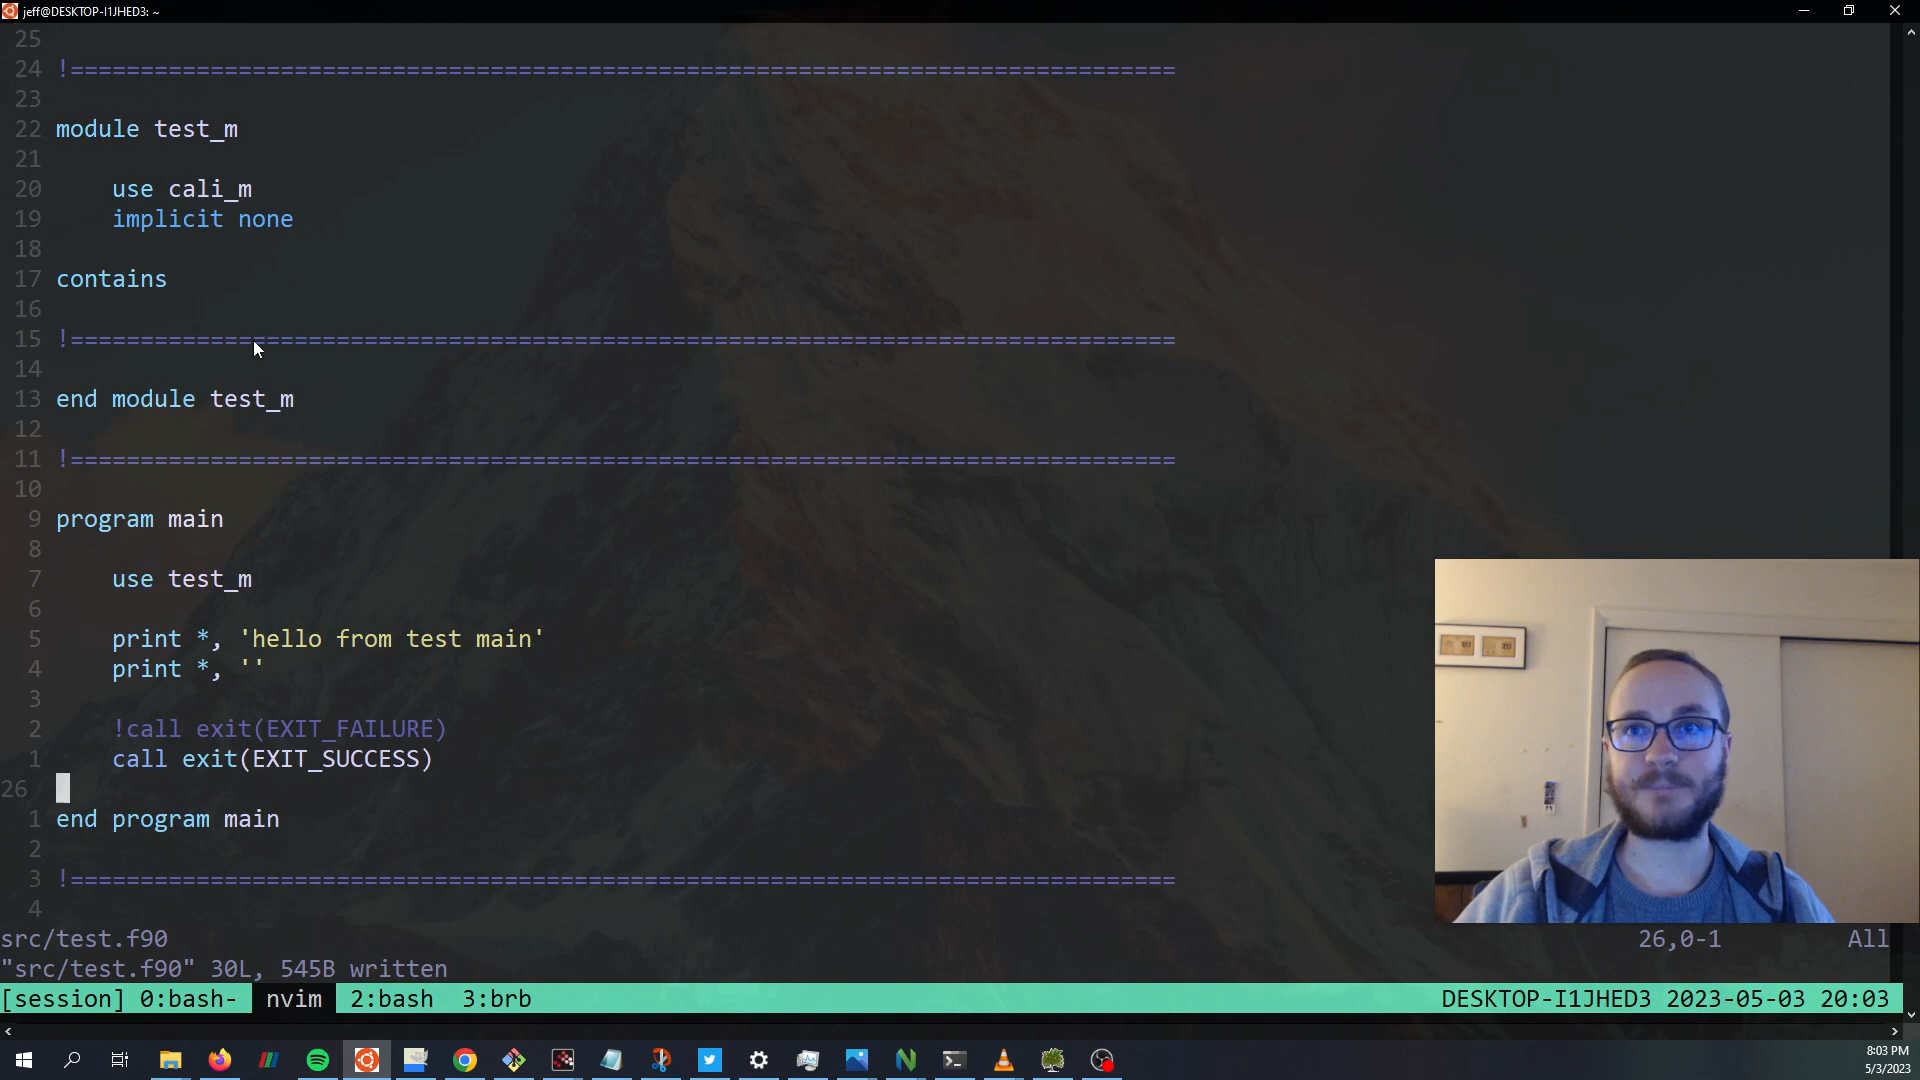 jeff@DESKTOP-I1JHED3: ~
25
24 !===============================================================================
23
22 module test_m
21
20     use cali_m
19     implicit none
18
17 contains
16
15 !===============================================================================
14
13 end module test_m
12
11 !===============================================================================
10
9 program main
8
7     use test_m
6
5     print *, 'hello from test main'
4     print *, ''
3
2     !call exit(EXIT_FAILURE)
1     call exit(EXIT_SUCCESS)
26
1 end program main
2
3 !===============================================================================
4
src/test.f90 26,0-1 All
"src/test.f90" 30L, 545B written
[session] 0:bash- nvim 2:bash 3:brb DESKTOP-I1JHED3 2023-05-03 20:03
8:03 PM
5/3/2023